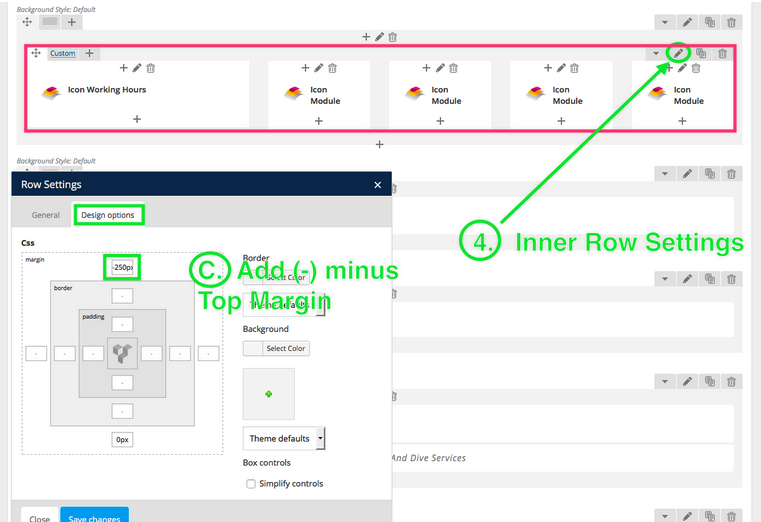 Background Style: Default
Custom
Icon Working Hours
Icon
Module
Icon
Module
Icon
Module
Icon
Module
Background Style: Default
Row Settings
General
Design options
4. Inner Row Settings
Css
margin
-250px
C. Add (-) minus
Top Margin
Border
Select Color
Theme defaults
border
padding
Background
Select Color
0px
Theme defaults
And Dive Services
Box controls
Simplify controls
Close
Save changes